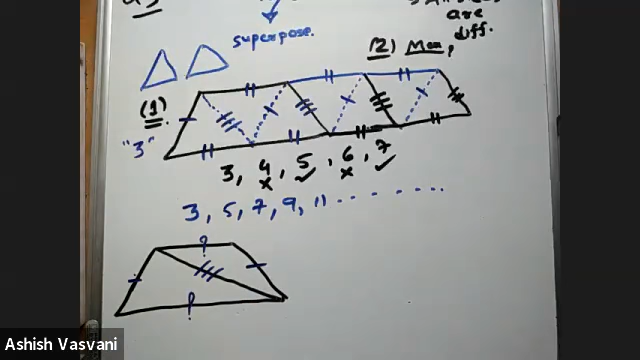 are
diff.
superpose.
(2) Max,
(1)
"3"
3, 4, 5, 6, 7
x ✓ x ✓
3, 5, 7, 9, 11 . . . . . . . .
?
?
Ashish Vasvani